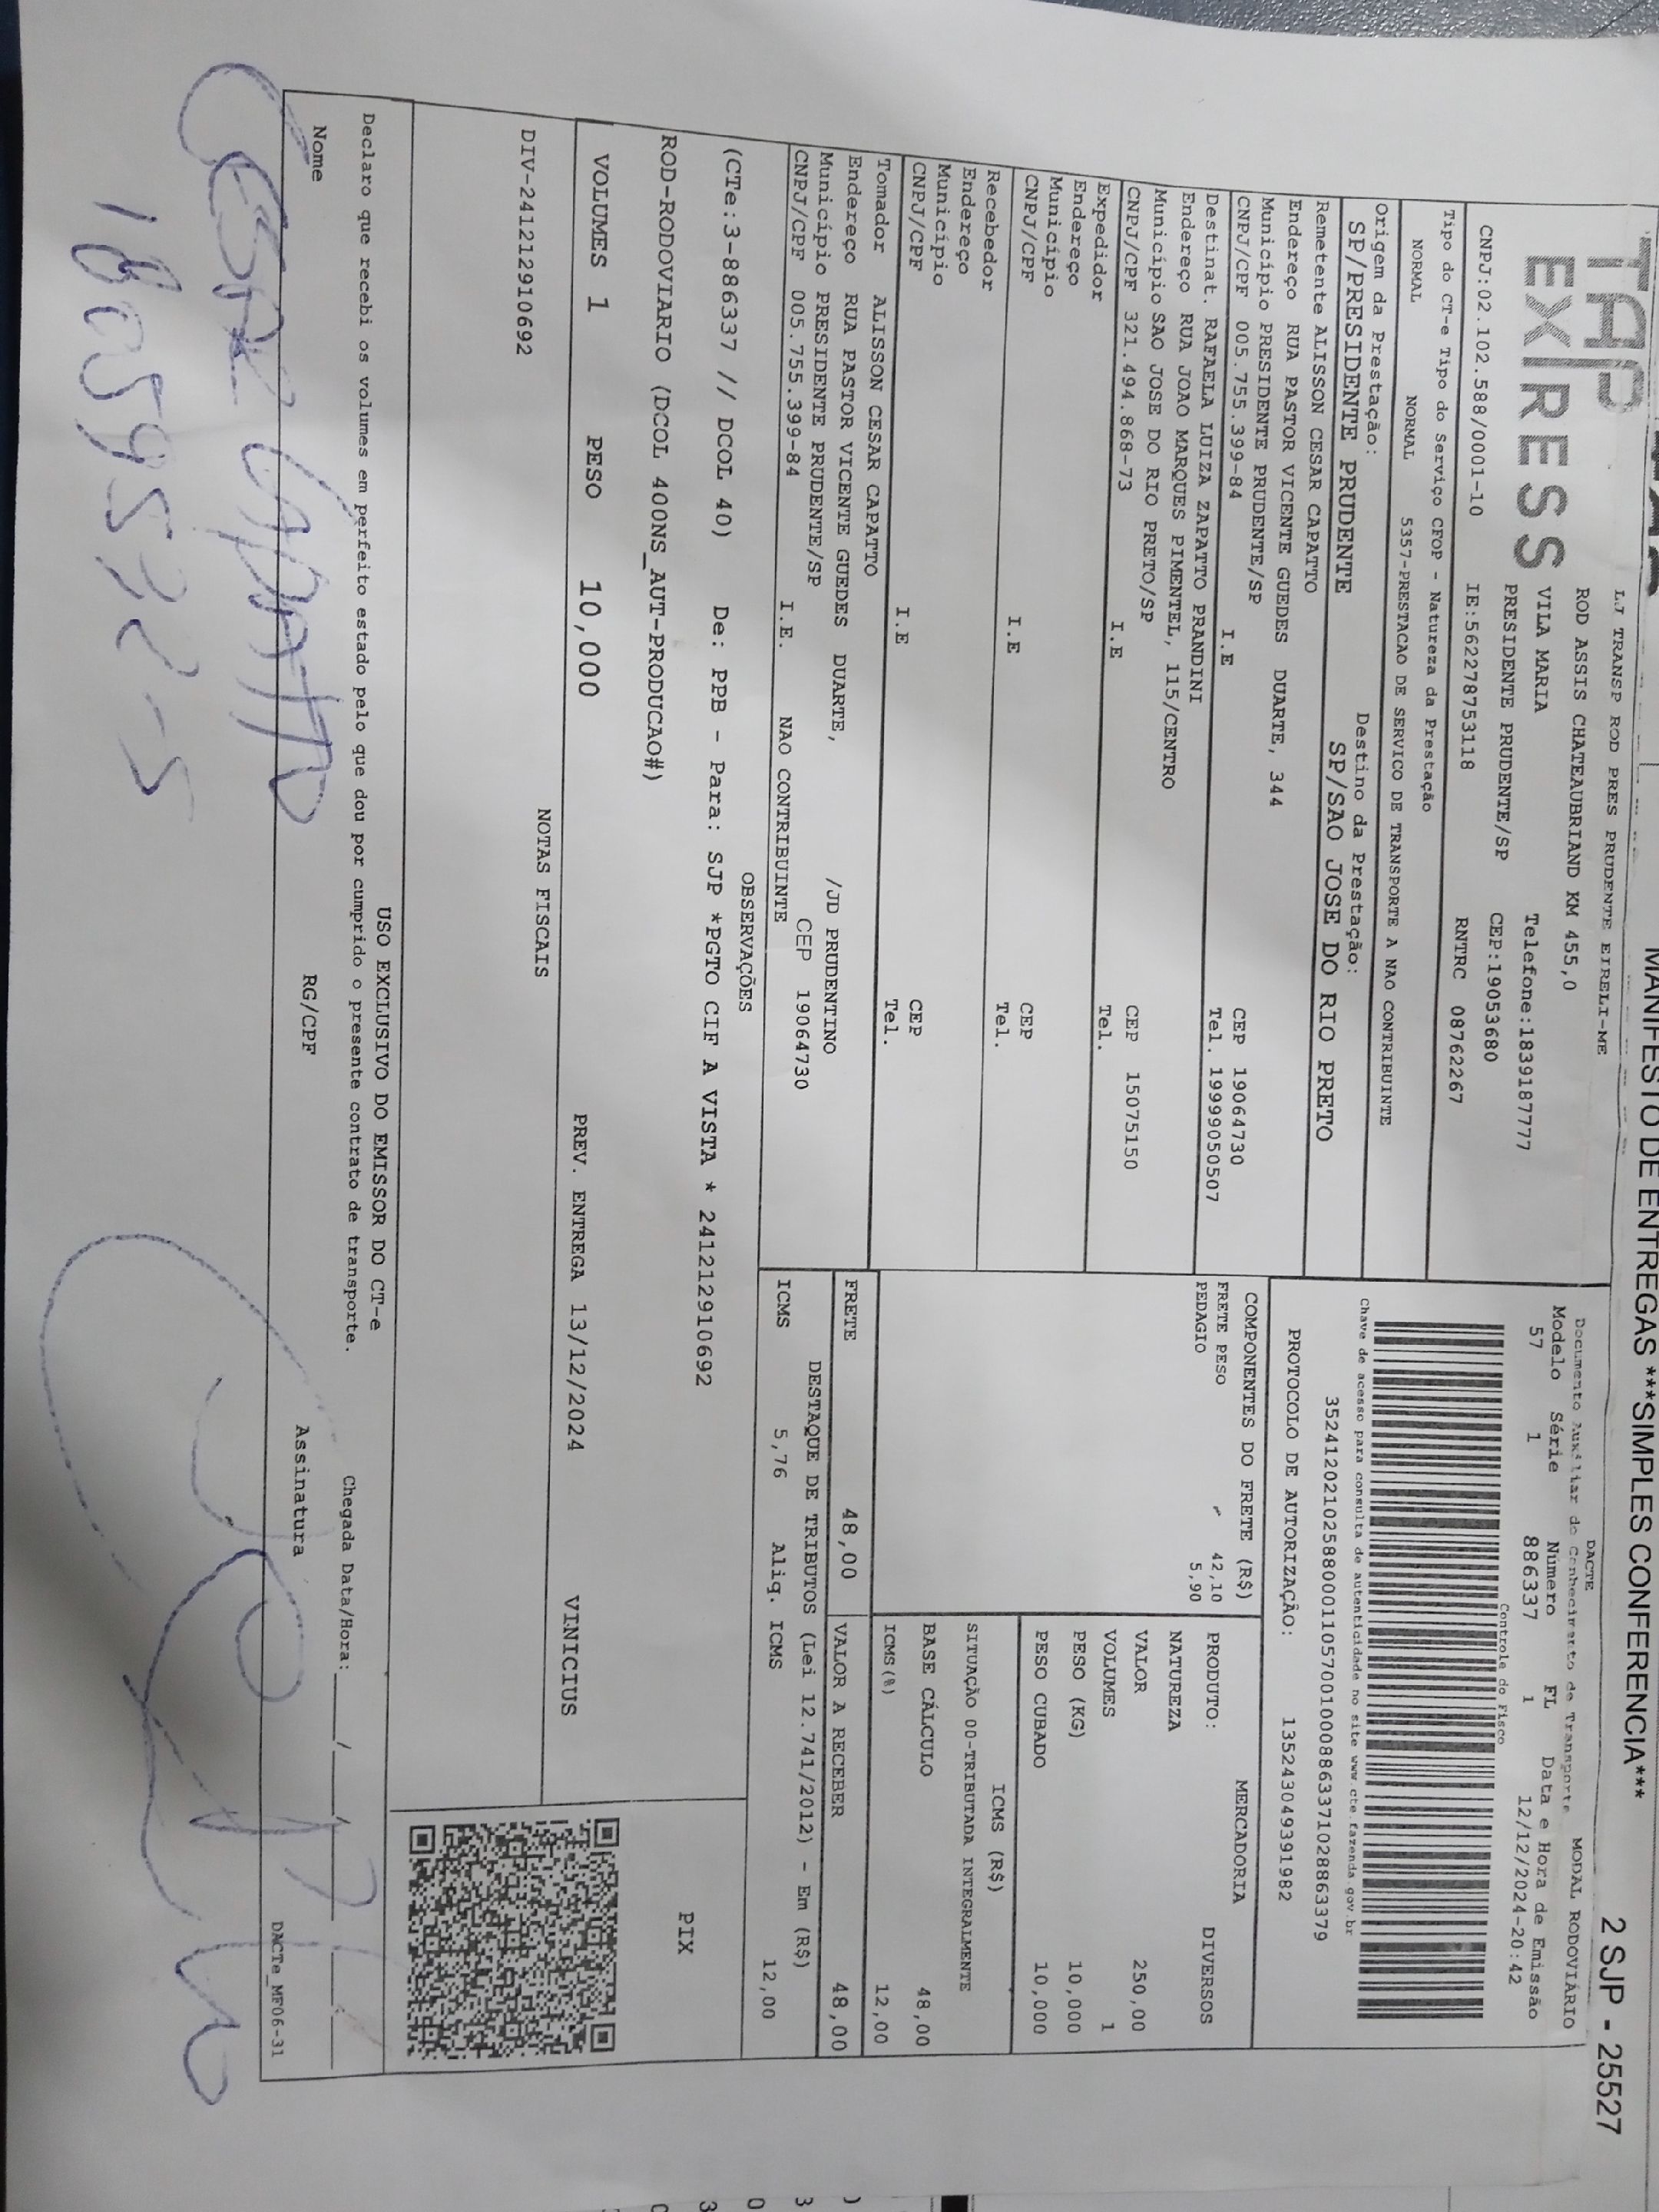 MANIFESTO DE ENTREGAS ***SIMPLES CONFERENCIA*** 2 SJP - 25527
TAP
EXPRESS
LJ TRANSP ROD PRES PRUDENTE EIRELI-ME
ROD ASSIS CHATEAUBRIAND KM 455,0
VILA MARIA Telefone:1839187777
PRESIDENTE PRUDENTE/SP CEP:19053680
CNPJ:02.102.588/0001-10 IE:562278753118 RNTRC 08762267
DACTE
Documento Auxiliar do Conhecimento de Transporte MODAL RODOVIÁRIO
Modelo Série Número FL Data e Hora de Emissão
57 1 886337 1 12/12/2024-20:42
Controle do Fisco
Chave de acesso para consulta de autenticidade no site www.cte.fazenda.gov.br
35241202102588000110570010008863371028863379
PROTOCOLO DE AUTORIZAÇÃO: 135243049391982
Tipo do CT-e Tipo do Serviço CFOP - Natureza da Prestação
NORMAL NORMAL 5357-PRESTACAO DE SERVICO DE TRANSPORTE A NAO CONTRIBUINTE
Origem da Prestação: Destino da Prestação:
SP/PRESIDENTE PRUDENTE SP/SAO JOSE DO RIO PRETO
Remetente ALISSON CESAR CAPATTO
Endereço RUA PASTOR VICENTE GUEDES DUARTE, 344
Município PRESIDENTE PRUDENTE/SP CEP 19064730
CNPJ/CPF 005.755.399-84 I.E Tel. 19999050507
Destinat. RAFAELA LUIZA ZAPATTO PRANDINI
Endereço RUA JOAO MARQUES PIMENTEL, 115/CENTRO
Município SAO JOSE DO RIO PRETO/SP CEP 15075150
CNPJ/CPF 321.494.868-73 I.E Tel.
Expedidor
Endereço
Município CEP
CNPJ/CPF I.E Tel.
Recebedor
Endereço
Município CEP
CNPJ/CPF I.E Tel.
Tomador ALISSON CESAR CAPATTO
Endereço RUA PASTOR VICENTE GUEDES DUARTE, /JD PRUDENTINO
Município PRESIDENTE PRUDENTE/SP CEP 19064730
CNPJ/CPF 005.755.399-84 I.E. NAO CONTRIBUINTE
COMPONENTES DO FRETE (R$)
FRETE PESO 42,10
PEDAGIO 5,90
MERCADORIA
PRODUTO: DIVERSOS
NATUREZA
VALOR 250,00
VOLUMES 1
PESO (KG) 10,000
PESO CUBADO 10,000
ICMS (R$)
SITUAÇÃO 00-TRIBUTADA INTEGRALMENTE
BASE CÁLCULO 48,00
ICMS(%) 12,00
FRETE 48,00 VALOR A RECEBER 48,00
DESTAQUE DE TRIBUTOS (Lei 12.741/2012) - Em (R$)
ICMS 5,76 Aliq. ICMS 12,00
OBSERVAÇÕES
(CTe:3-886337 // DCOL 40) De: PPB - Para: SJP *PGTO CIF A VISTA * 241212910692
ROD-RODOVIARIO (DCOL 400NS_AUT-PRODUCAO#)
PIX
VOLUMES 1 PESO 10,000 PREV. ENTREGA 13/12/2024 VINICIUS
NOTAS FISCAIS
DIV-241212910692
USO EXCLUSIVO DO EMISSOR DO CT-e
Declaro que recebi os volumes em perfeito estado pelo que dou por cumprido o presente contrato de transporte. Chegada Data/Hora:____/____/____ ____
Nome RG/CPF Assinatura
DACTe_MF06-31